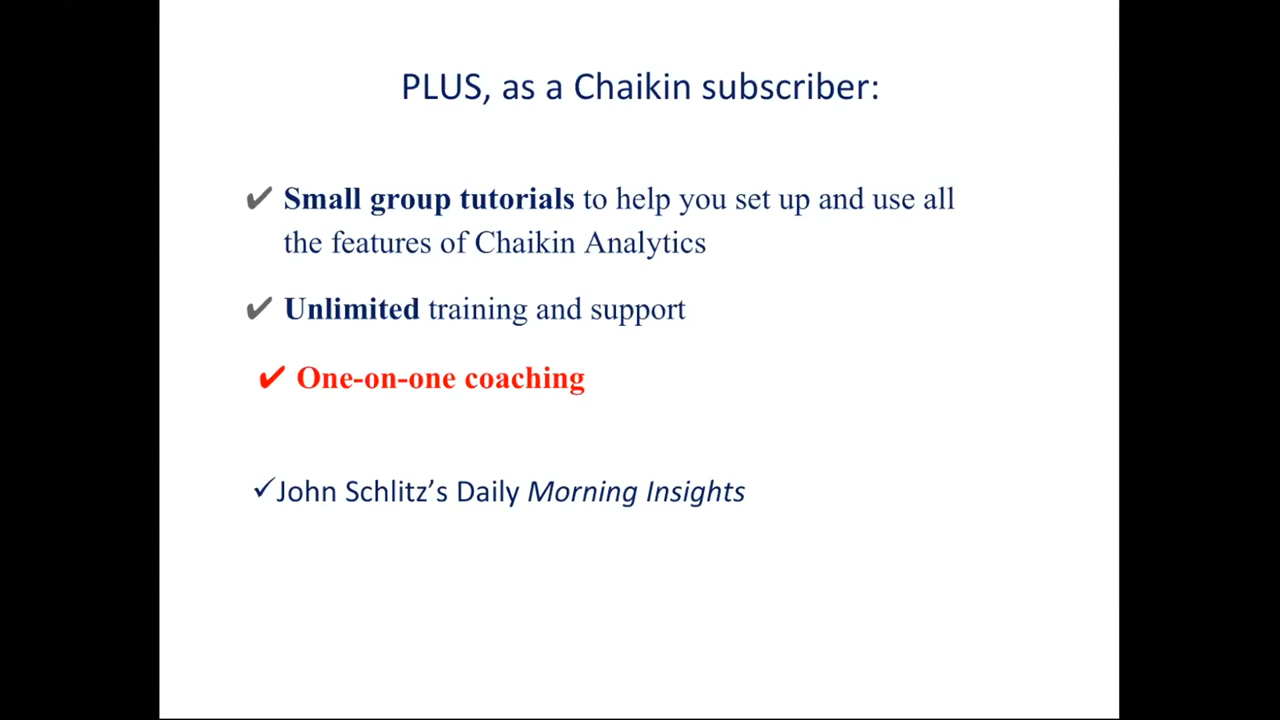 PLUS, as a Chaikin subscriber:
✔ Small group tutorials to help you set up and use all
the features of Chaikin Analytics
✔ Unlimited training and support
✔ One-on-one coaching
✓John Schlitz’s Daily Morning Insights